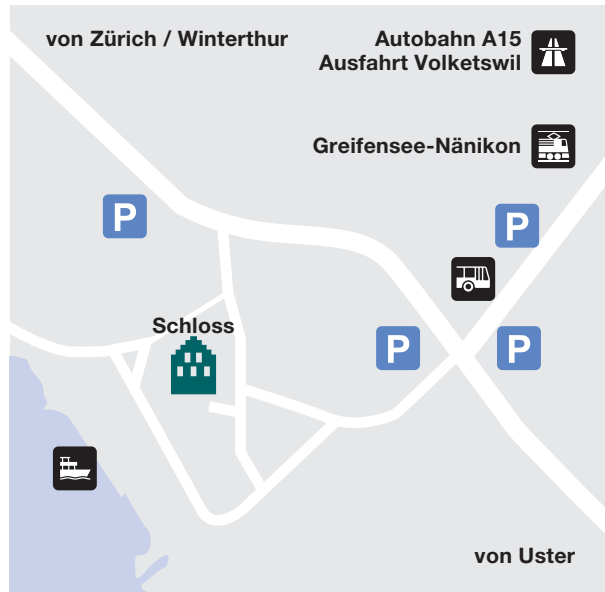 von Zürich / Winterthur
Autobahn A15
Ausfahrt Volketswil
Greifensee-Nänikon
P
P
Schloss
P
P
von Uster